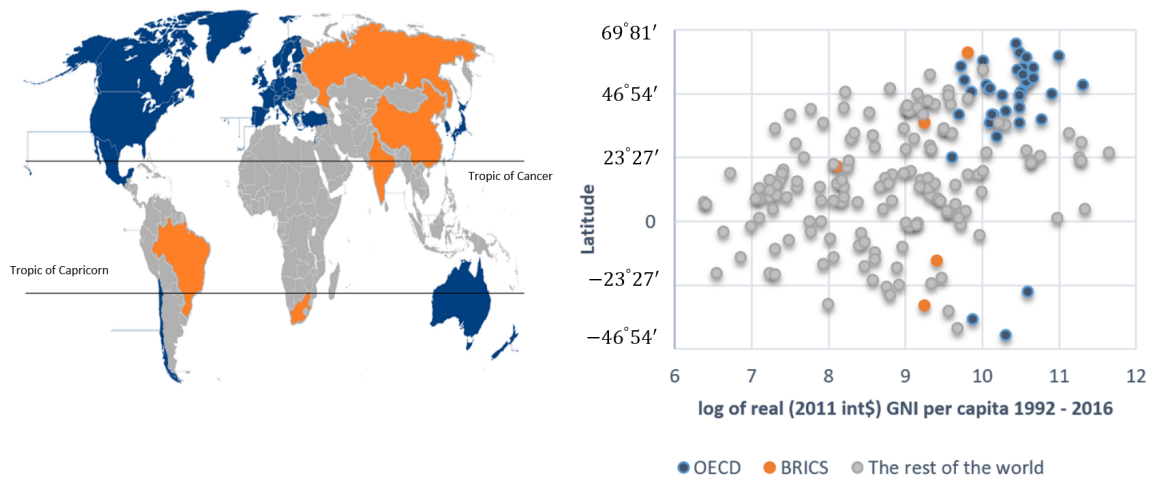 Tropic of Cancer
Tropic of Capricorn
Latitude
69°81′
46°54′
23°27′
0
−23°27′
−46°54′
6 7 8 9 10 11 12
log of real (2011 int$) GNI per capita 1992 - 2016
OECD BRICS The rest of the world